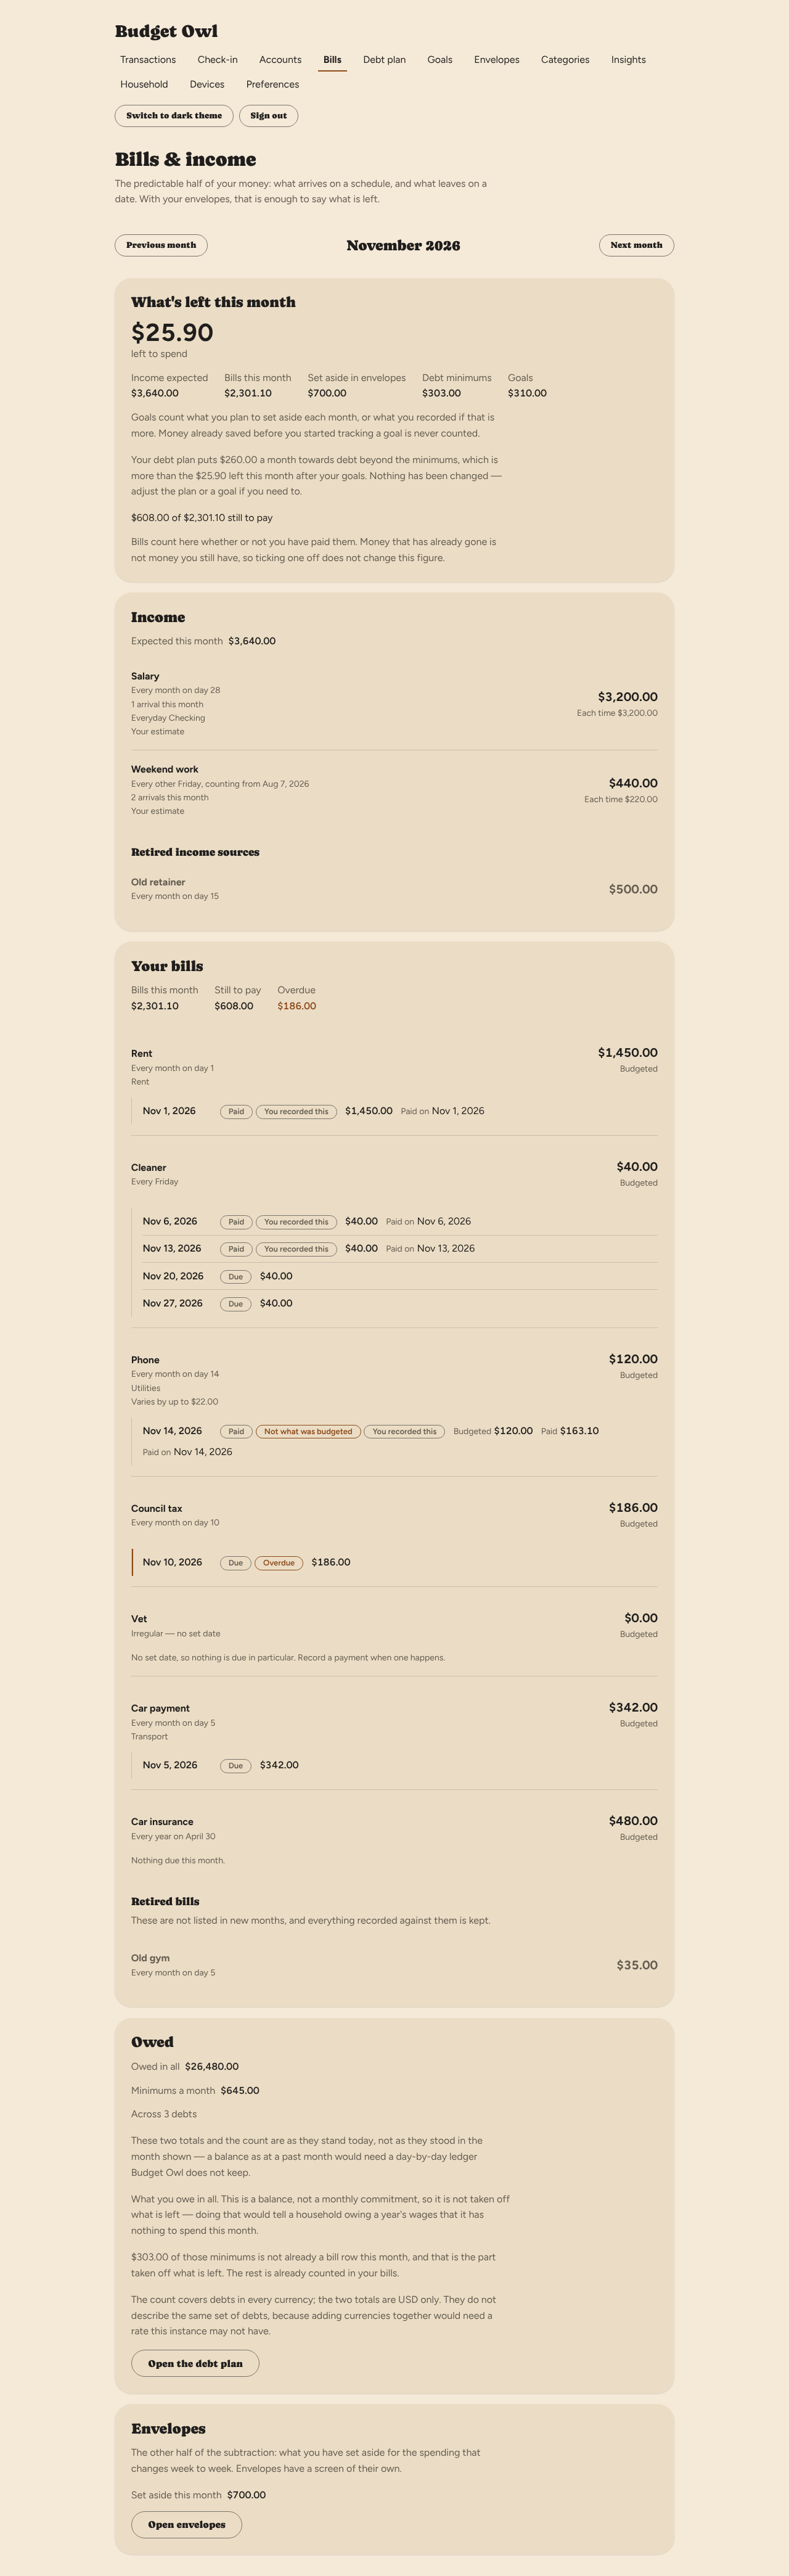 Budget Owl
Transactions Check-in Accounts Bills Debt plan Goals Envelopes Categories Insights
Household Devices Preferences
Switch to dark theme Sign out
Bills & income
The predictable half of your money: what arrives on a schedule, and what leaves on a
date. With your envelopes, that is enough to say what is left.
Previous month November 2026 Next month
What's left this month
$25.90
left to spend
Income expected Bills this month Set aside in envelopes Debt minimums Goals
$3,640.00 $2,301.10 $700.00 $303.00 $310.00
Goals count what you plan to set aside each month, or what you recorded if that is
more. Money already saved before you started tracking a goal is never counted.
Your debt plan puts $260.00 a month towards debt beyond the minimums, which is
more than the $25.90 left this month after your goals. Nothing has been changed —
adjust the plan or a goal if you need to.
$608.00 of $2,301.10 still to pay
Bills count here whether or not you have paid them. Money that has already gone is
not money you still have, so ticking one off does not change this figure.
Income
Expected this month $3,640.00
Salary
Every month on day 28
1 arrival this month
Everyday Checking
Your estimate
$3,200.00
Each time $3,200.00
Weekend work
Every other Friday, counting from Aug 7, 2026
2 arrivals this month
Your estimate
$440.00
Each time $220.00
Retired income sources
Old retainer
Every month on day 15
$500.00
Your bills
Bills this month Still to pay Overdue
$2,301.10 $608.00 $186.00
Rent
Every month on day 1
Rent
$1,450.00
Budgeted
Nov 1, 2026 Paid You recorded this $1,450.00 Paid on Nov 1, 2026
Cleaner
Every Friday
$40.00
Budgeted
Nov 6, 2026 Paid You recorded this $40.00 Paid on Nov 6, 2026
Nov 13, 2026 Paid You recorded this $40.00 Paid on Nov 13, 2026
Nov 20, 2026 Due $40.00
Nov 27, 2026 Due $40.00
Phone
Every month on day 14
Utilities
Varies by up to $22.00
$120.00
Budgeted
Nov 14, 2026 Paid Not what was budgeted You recorded this Budgeted $120.00 Paid $163.10
Paid on Nov 14, 2026
Council tax
Every month on day 10
$186.00
Budgeted
Nov 10, 2026 Due Overdue $186.00
Vet
Irregular — no set date
$0.00
Budgeted
No set date, so nothing is due in particular. Record a payment when one happens.
Car payment
Every month on day 5
Transport
$342.00
Budgeted
Nov 5, 2026 Due $342.00
Car insurance
Every year on April 30
$480.00
Budgeted
Nothing due this month.
Retired bills
These are not listed in new months, and everything recorded against them is kept.
Old gym
Every month on day 5
$35.00
Owed
Owed in all $26,480.00
Minimums a month $645.00
Across 3 debts
These two totals and the count are as they stand today, not as they stood in the
month shown — a balance as at a past month would need a day-by-day ledger
Budget Owl does not keep.
What you owe in all. This is a balance, not a monthly commitment, so it is not taken off
what is left — doing that would tell a household owing a year's wages that it has
nothing to spend this month.
$303.00 of those minimums is not already a bill row this month, and that is the part
taken off what is left. The rest is already counted in your bills.
The count covers debts in every currency; the two totals are USD only. They do not
describe the same set of debts, because adding currencies together would need a
rate this instance may not have.
Open the debt plan
Envelopes
The other half of the subtraction: what you have set aside for the spending that
changes week to week. Envelopes have a screen of their own.
Set aside this month $700.00
Open envelopes